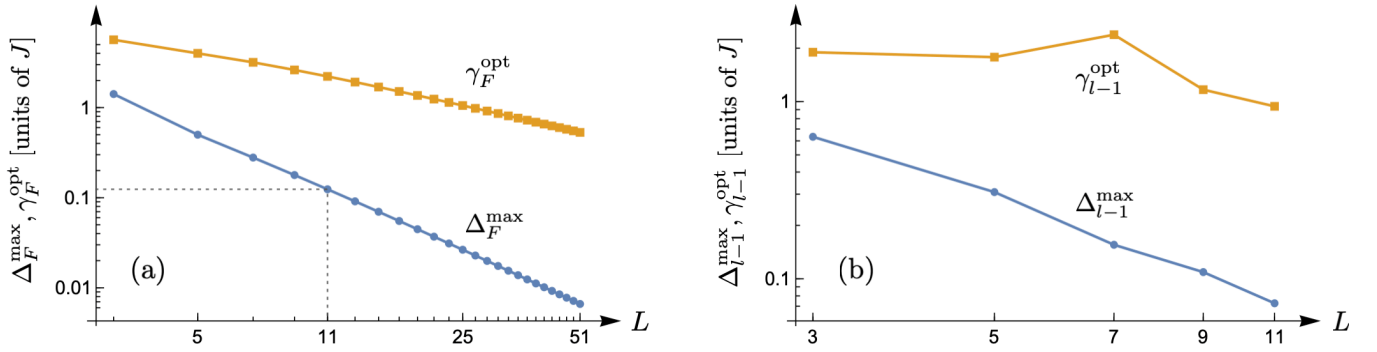 Δ_F^max, γ_F^opt [units of J]
1
0.1
0.01
γ_F^opt
Δ_F^max
(a)
5
11
25
51
L
Δ_{l-1}^max, γ_{l-1}^opt [units of J]
1
0.1
γ_{l-1}^opt
Δ_{l-1}^max
(b)
3
5
7
9
11
L